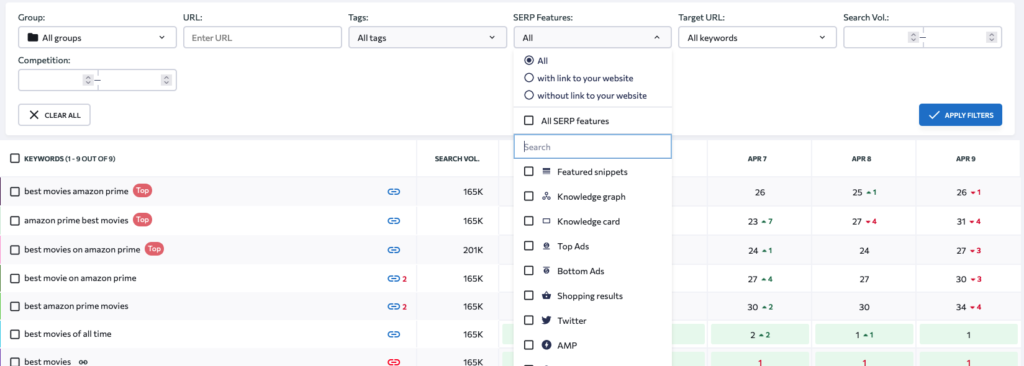 Group: URL: Tags: SERP Features: Target URL: Search Vol.:
All groups Enter URL All tags All All keywords –
Competition:
–
All
with link to your website
without link to your website
CLEAR ALL All SERP features APPLY FILTERS
Search
KEYWORDS (1 - 9 OUT OF 9) SEARCH VOL. APR 7 APR 8 APR 9
best movies amazon prime Top 165K Featured snippets 26 25 1 26 1
Knowledge graph
amazon prime best movies Top 165K Knowledge card 23 7 27 4 31 4
best movies on amazon prime Top 201K Top Ads 24 1 24 27 3
best movie on amazon prime 2 165K Bottom Ads 27 4 27 30 3
Shopping results
best amazon prime movies 2 165K 30 2 30 34 4
Twitter
best movies of all time 165K 2 2 1 1 1
AMP
best movies 165K 1 1 1